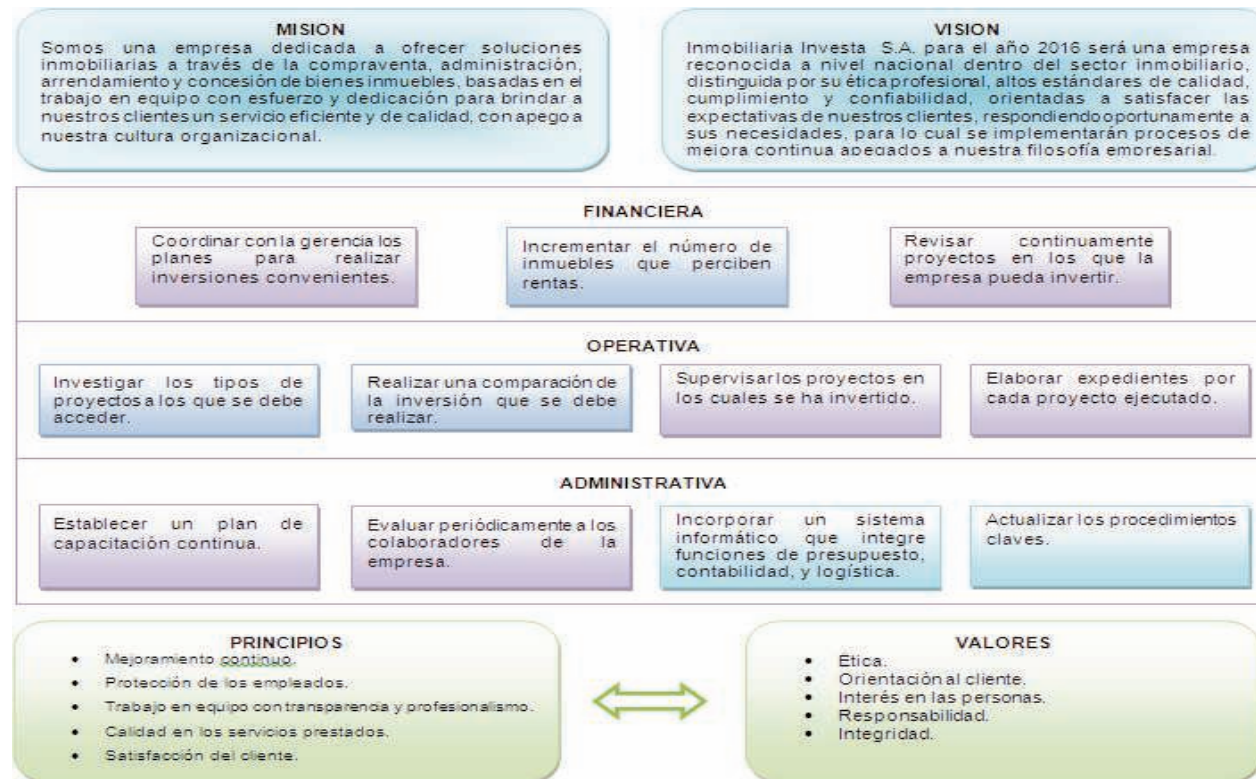 MISION
Somos una empresa dedicada a ofrecer soluciones
inmobiliarias a través de la compraventa, administración,
arrendamiento y concesión de bienes inmuebles, basadas en el
trabajo en equipo con esfuerzo y dedicación para brindar a
nuestros clientes un servicio eficiente y de calidad, con apego a
nuestra cultura organizacional.
VISION
Inmobiliaria Investa S.A. para el año 2016 será una empresa
reconocida a nivel nacional dentro del sector inmobiliario,
distinguida por su ética profesional, altos estándares de calidad,
cumplimiento y confiabilidad, orientadas a satisfacer las
expectativas de nuestros clientes, respondiendo oportunamente a
sus necesidades, para lo cual se implementarán procesos de
mejora continua apegados a nuestra filosofía empresarial.
FINANCIERA
Coordinar con la gerencia los
planes para realizar
inversiones convenientes.
Incrementar el número de
inmuebles que perciben
rentas.
Revisar continuamente
proyectos en los que la
empresa pueda invertir.
OPERATIVA
Investigar los tipos de
proyectos a los que se debe
acceder.
Realizar una comparación de
la inversión que se debe
realizar.
Supervisar los proyectos en
los cuales se ha invertido.
Elaborar expedientes por
cada proyecto ejecutado.
ADMINISTRATIVA
Establecer un plan de
capacitación continua.
Evaluar periódicamente a los
colaboradores de la
empresa.
Incorporar un sistema
informático que integre
funciones de presupuesto,
contabilidad, y logística.
Actualizar los procedimientos
claves.
PRINCIPIOS
• Mejoramiento continuo.
• Protección de los empleados.
• Trabajo en equipo con transparencia y profesionalismo.
• Calidad en los servicios prestados.
• Satisfacción del cliente.
VALORES
• Ética.
• Orientación al cliente.
• Interés en las personas.
• Responsabilidad.
• Integridad.